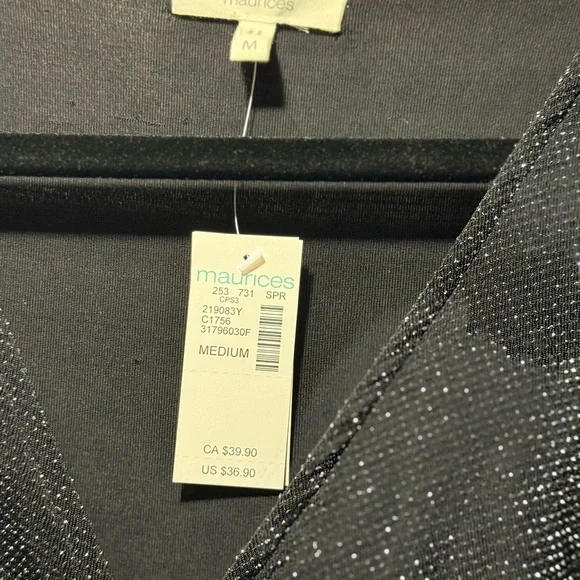 maurices
M
maurices
253 731 SPR
CPS3
219083Y
C1756
31796030F
MEDIUM
CA $39.90
US $36.90